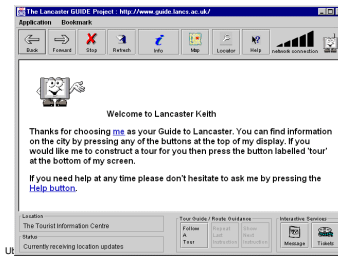 The Lancaster GUIDE Project : http://www.guide.lancs.ac.uk/
Application Bookmark
Back Forward Stop Refresh Info Map Locator Help network connection
Welcome to Lancaster Keith
Thanks for choosing me as your Guide to Lancaster. You can find information
on the city by pressing any of the buttons at the top of my display. If you
would like me to construct a tour for you then press the button labelled 'tour'
at the bottom of my screen.
If you need help at any time please don't hesitate to ask me by pressing the
Help button.
Location
The Tourist Information Centre
Status
Currently receiving location updates
Tour Guide / Route Guidance
Follow
A
Tour
Repeat
Last
Instruction
Show
Next
Instruction
Interactive Services
Message Tickets